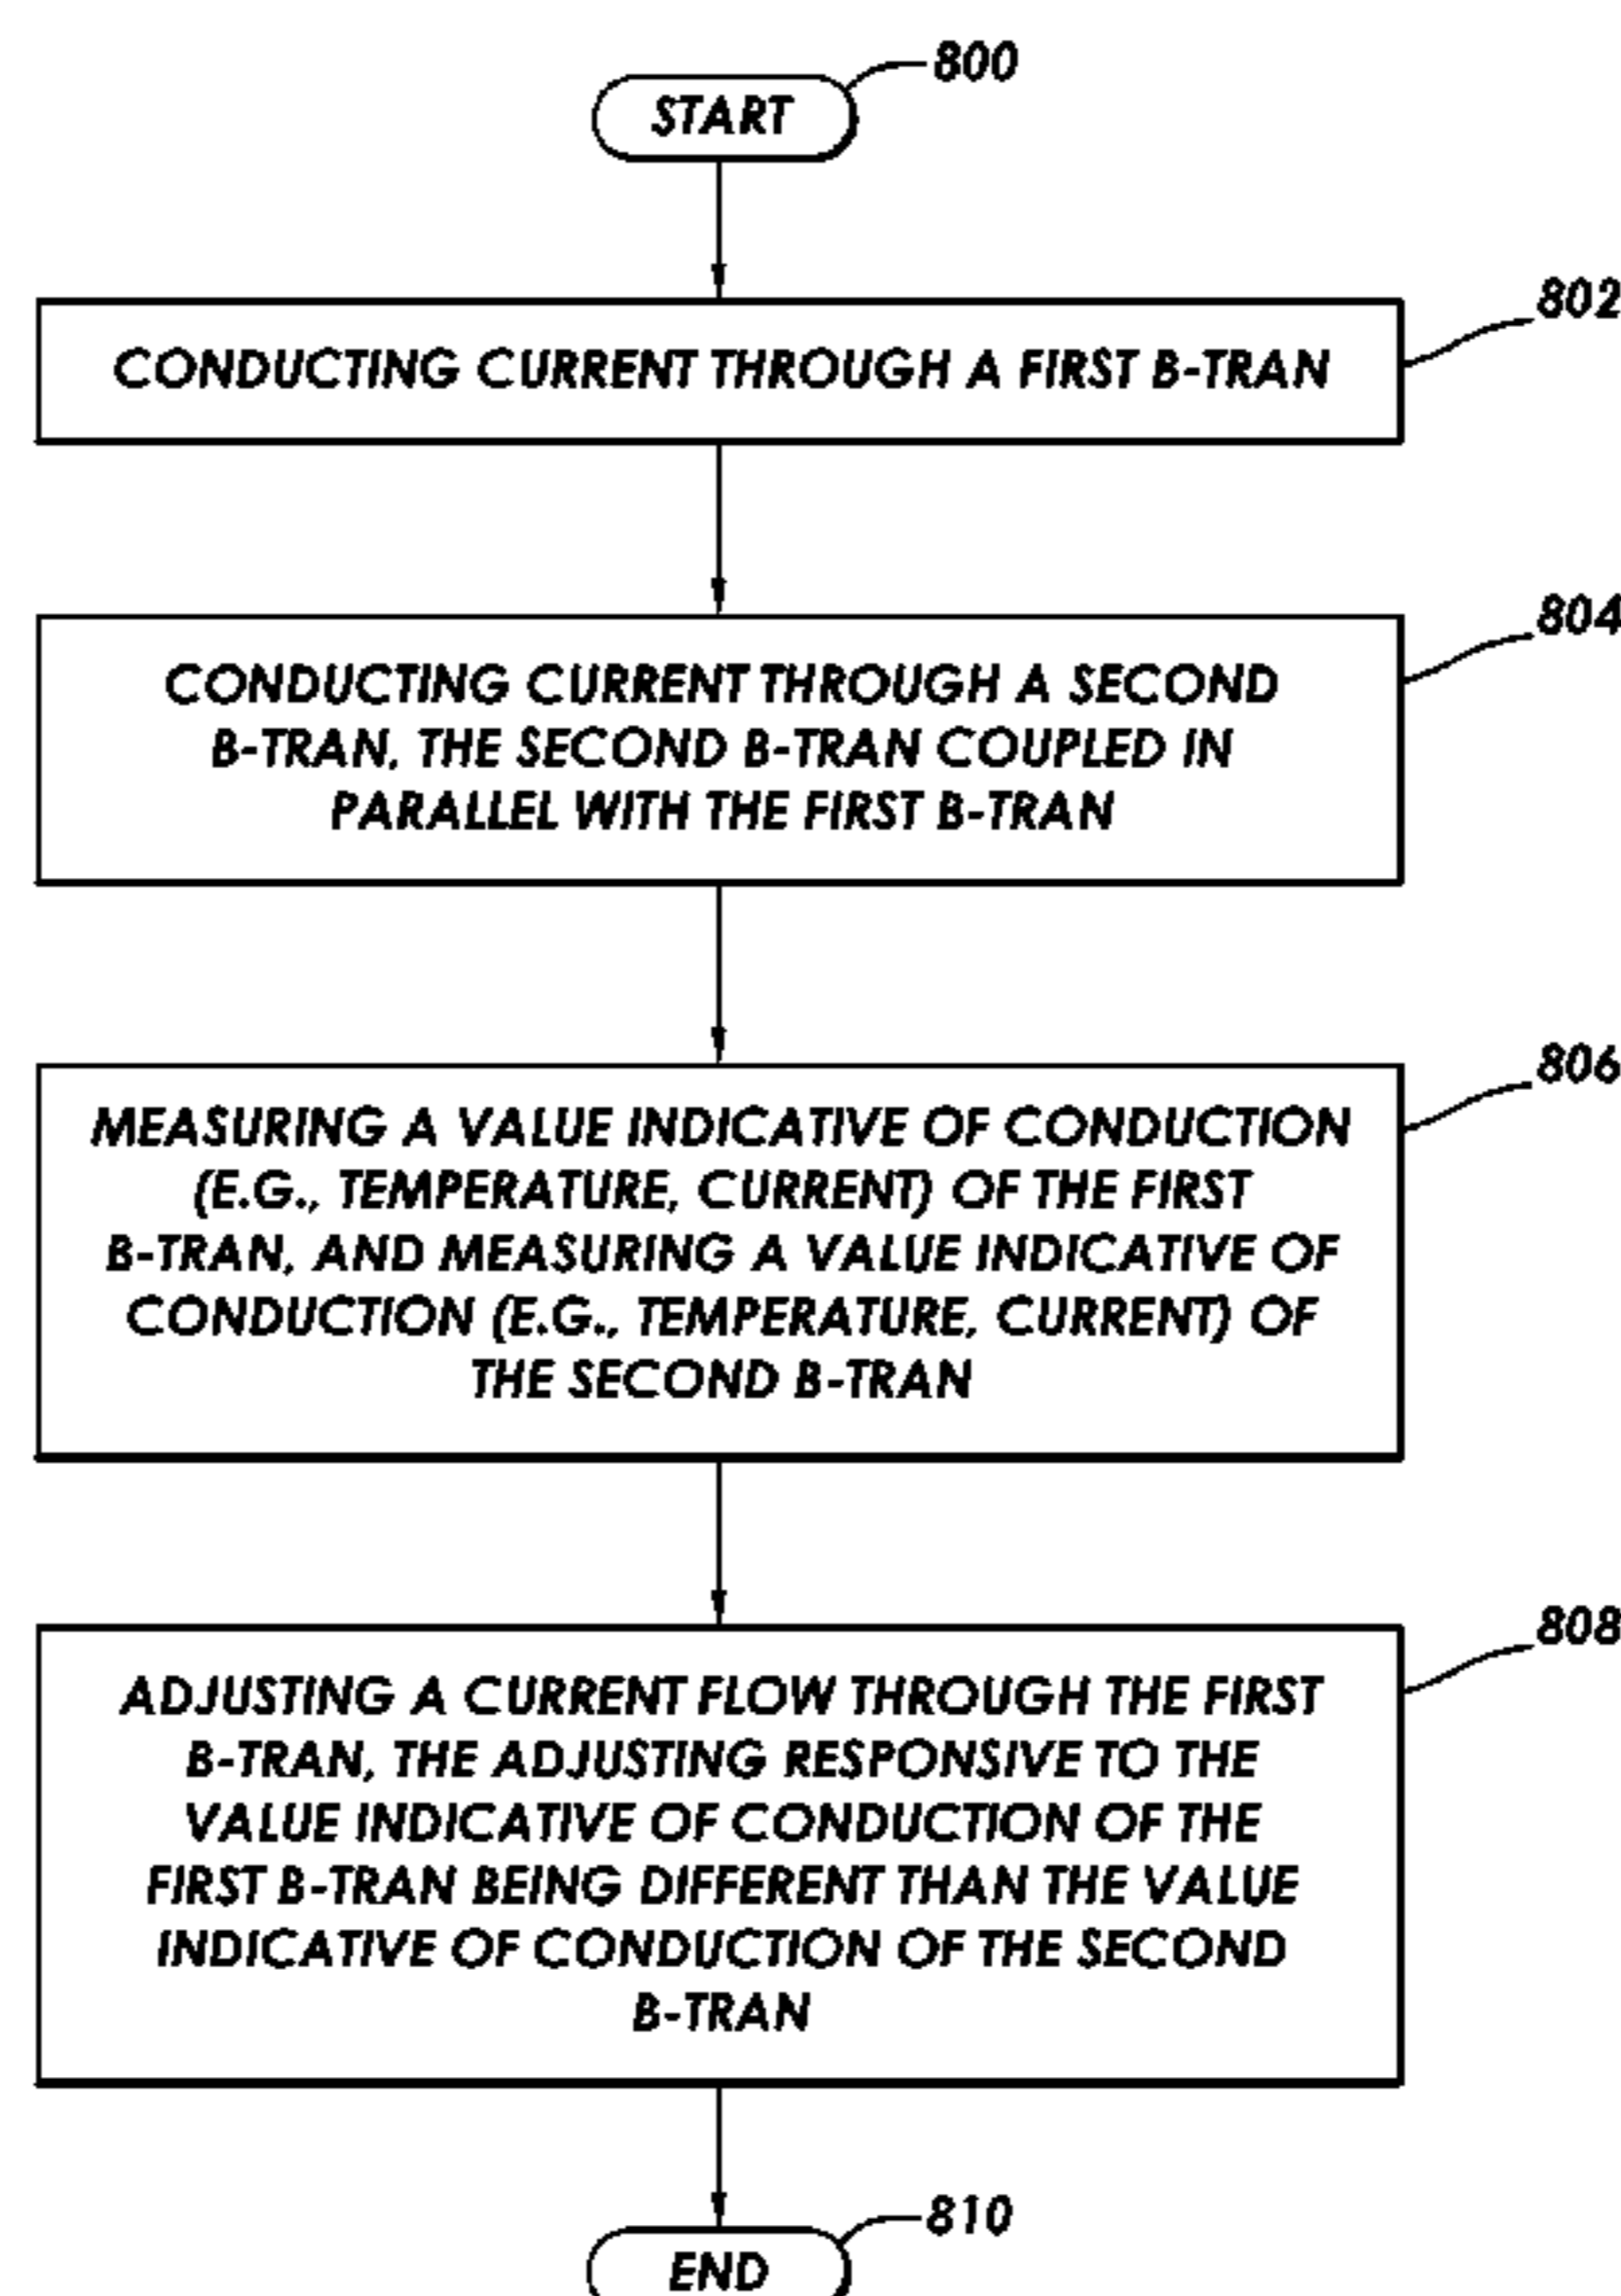 800
START
802
CONDUCTING CURRENT THROUGH A FIRST B-TRAN
804
CONDUCTING CURRENT THROUGH A SECOND
B-TRAN, THE SECOND B-TRAN COUPLED IN
PARALLEL WITH THE FIRST B-TRAN
806
MEASURING A VALUE INDICATIVE OF CONDUCTION
(E.G., TEMPERATURE, CURRENT) OF THE FIRST
B-TRAN, AND MEASURING A VALUE INDICATIVE OF
CONDUCTION (E.G., TEMPERATURE, CURRENT) OF
THE SECOND B-TRAN
808
ADJUSTING A CURRENT FLOW THROUGH THE FIRST
B-TRAN, THE ADJUSTING RESPONSIVE TO THE
VALUE INDICATIVE OF CONDUCTION OF THE
FIRST B-TRAN BEING DIFFERENT THAN THE VALUE
INDICATIVE OF CONDUCTION OF THE SECOND
B-TRAN
810
END